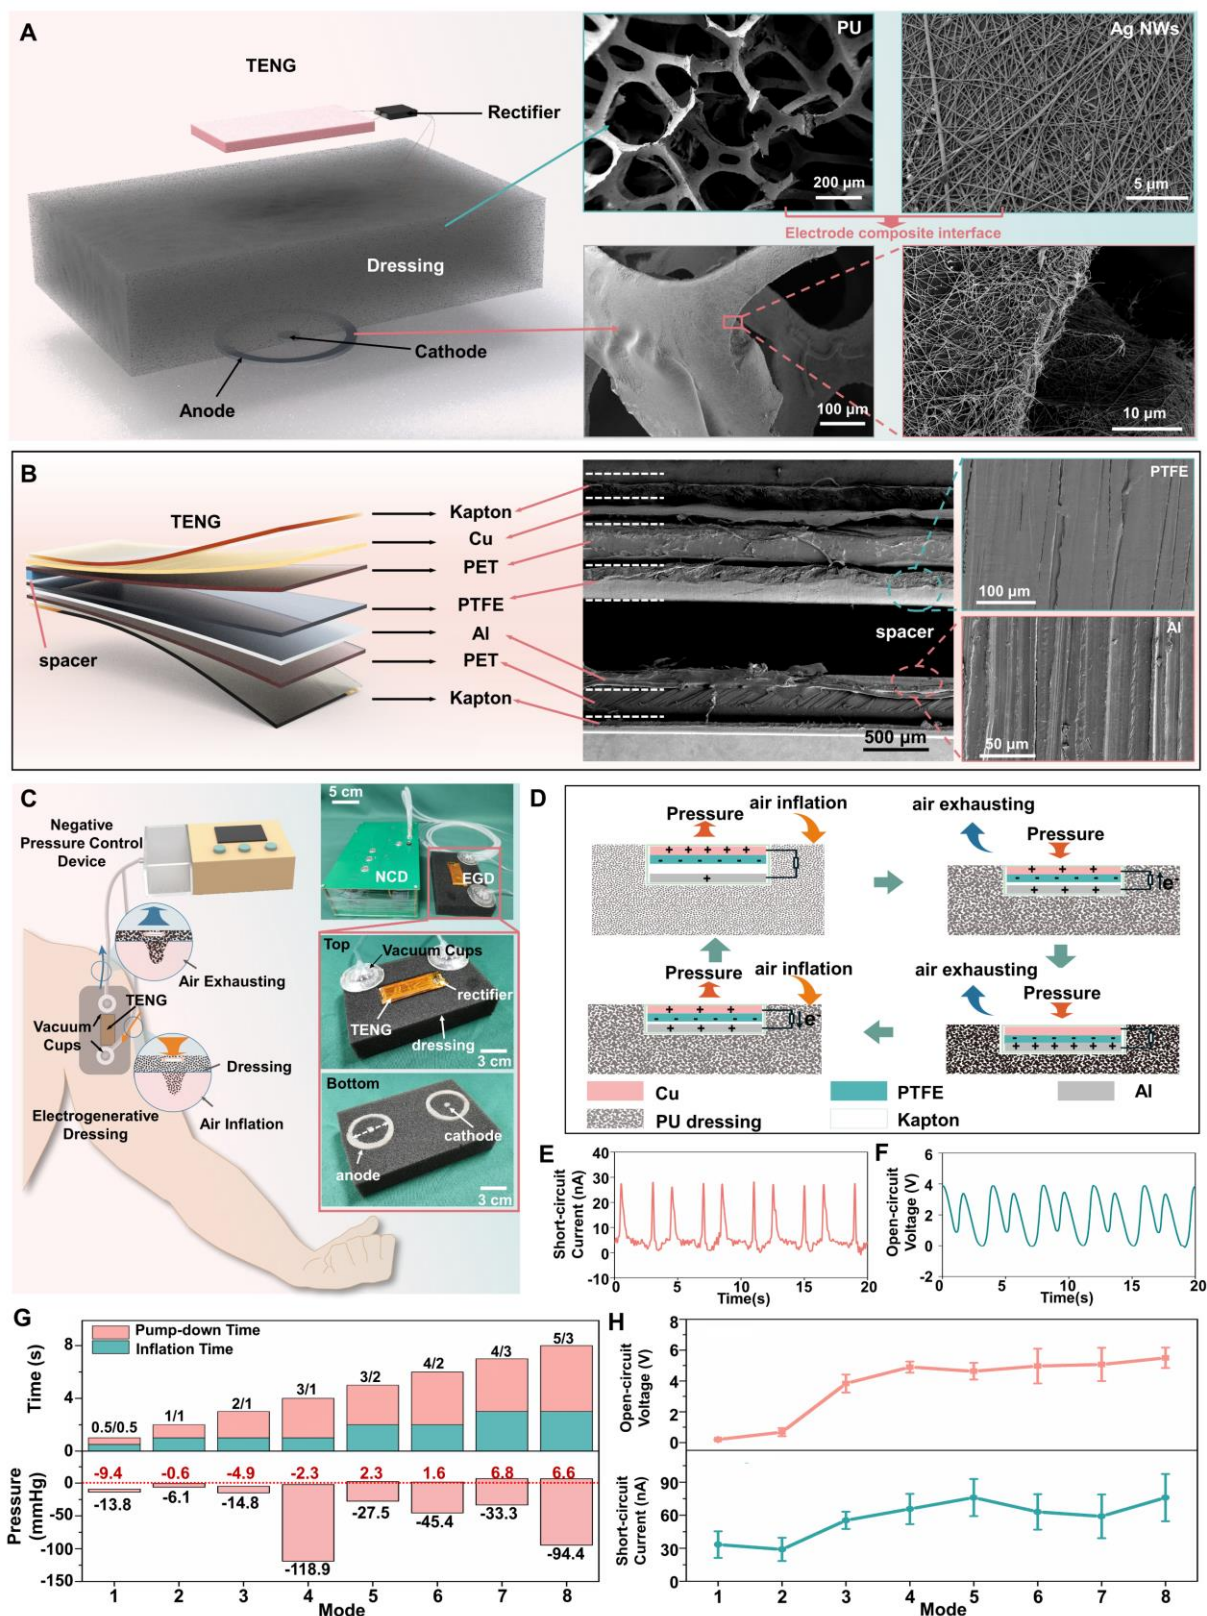 A
TENG
Rectifier
Dressing
Cathode
Anode
PU
200 μm
Ag NWs
5 μm
Electrode composite interface
100 μm
10 μm
B
TENG
spacer
Kapton
Cu
PET
PTFE
Al
PET
Kapton
spacer
500 μm
PTFE
100 μm
Al
50 μm
C
Negative
Pressure Control
Device
Air Exhausting
TENG
Vacuum
Cups
Dressing
Electrogenerative
Dressing
Air Inflation
5 cm
NCD
EGD
Top
Vacuum Cups
rectifier
TENG
dressing
3 cm
Bottom
cathode
anode
3 cm
D
Pressure
air inflation
+ + + + + +
- - - - - -
+
air exhausting
Pressure
+ + +
- - - - - -
+ + +
e⁻
Pressure
air inflation
+ + +
- - - - - -
+ + +
e⁻
air exhausting
Pressure
- - - - - -
+ + + + + +
Cu
PTFE
Al
PU dressing
Kapton
E
Short-circuit
Current (nA)
40
30
20
10
0
-10
0 5 10 15 20
Time(s)
F
Open-circuit
Voltage (V)
6
4
2
0
-2
0 5 10 15 20
Time(s)
G
Pump-down Time
Inflation Time
Time (s)
8
4
0
0.5/0.5
1/1
2/1
3/1
3/2
4/2
4/3
5/3
Pressure
(mmHg)
0
-50
-100
-150
-9.4 -0.6 -4.9 -2.3 2.3 1.6 6.8 6.6
-13.8
-6.1
-14.8
-118.9
-27.5
-45.4
-33.3
-94.4
1 2 3 4 5 6 7 8
Mode
H
Open-circuit
Voltage (V)
8
6
4
2
0
Short-circuit
Current (nA)
90
60
30
0
1 2 3 4 5 6 7 8
Mode